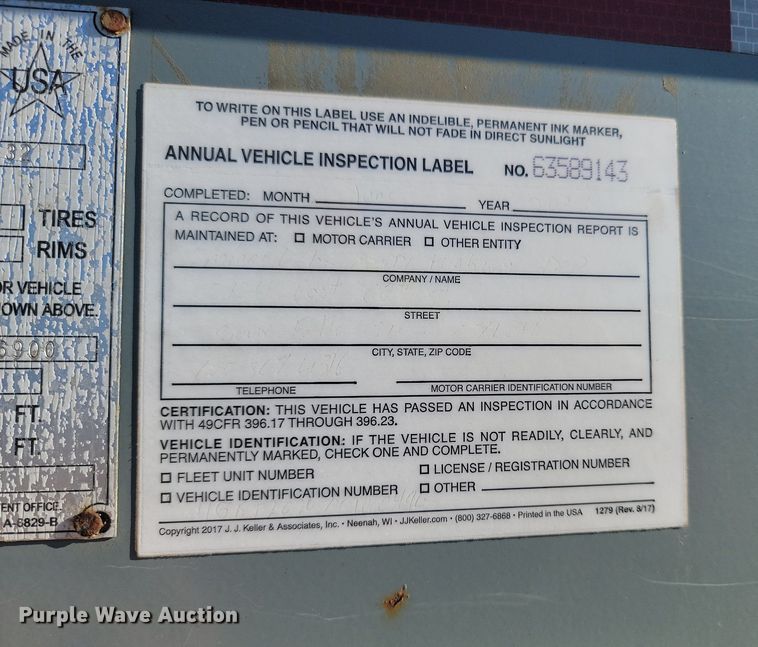 MADE IN THE
USA
32
TIRES
RIMS
OR VEHICLE
OWN ABOVE.
6900
FT.
FT.
ENT OFFICE.
A-6829-B
TO WRITE ON THIS LABEL USE AN INDELIBLE, PERMANENT INK MARKER,
PEN OR PENCIL THAT WILL NOT FADE IN DIRECT SUNLIGHT
ANNUAL VEHICLE INSPECTION LABEL NO. 63589143
COMPLETED: MONTH YEAR
A RECORD OF THIS VEHICLE'S ANNUAL VEHICLE INSPECTION REPORT IS
MAINTAINED AT: ☐ MOTOR CARRIER ☐ OTHER ENTITY
COMPANY / NAME
STREET
CITY, STATE, ZIP CODE
TELEPHONE MOTOR CARRIER IDENTIFICATION NUMBER
CERTIFICATION: THIS VEHICLE HAS PASSED AN INSPECTION IN ACCORDANCE
WITH 49CFR 396.17 THROUGH 396.23.
VEHICLE IDENTIFICATION: IF THE VEHICLE IS NOT READILY, CLEARLY, AND
PERMANENTLY MARKED, CHECK ONE AND COMPLETE.
☐ FLEET UNIT NUMBER ☐ LICENSE / REGISTRATION NUMBER
☐ VEHICLE IDENTIFICATION NUMBER ☐ OTHER
Copyright 2017 J. J. Keller & Associates, Inc. • Neenah, WI • JJKeller.com • (800) 327-6868 • Printed in the USA 1279 (Rev. 8/17)
Purple Wave Auction